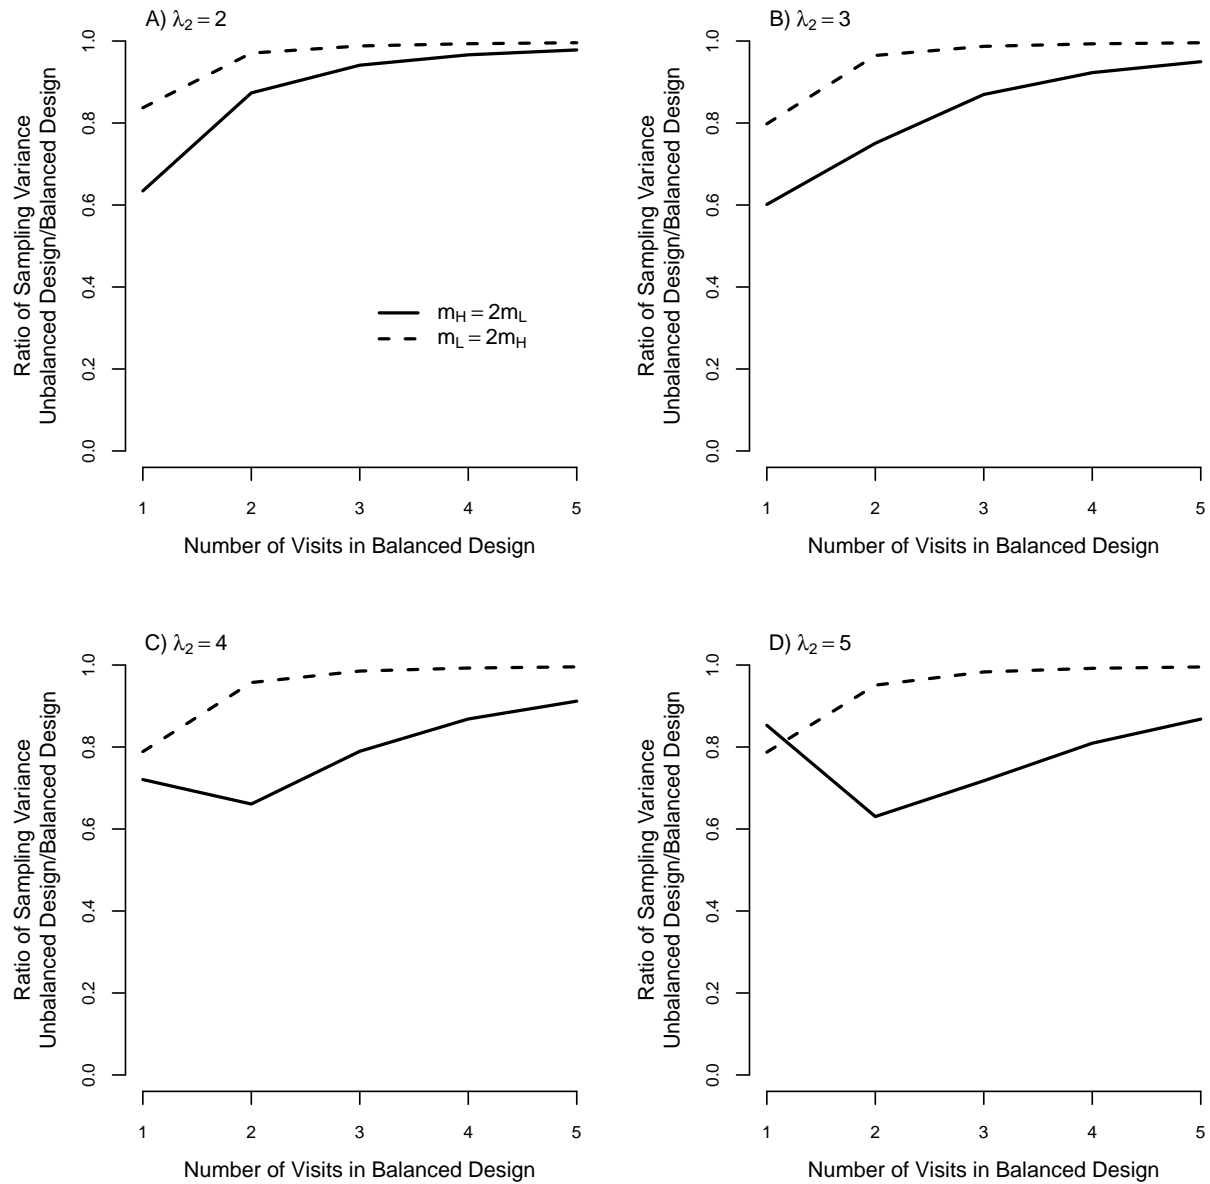 A) λ2 = 2
Ratio of Sampling Variance
Unbalanced Design/Balanced Design
1.0
0.8
0.6
0.4
0.2
0.0
mH = 2mL
mL = 2mH
1 2 3 4 5
Number of Visits in Balanced Design
B) λ2 = 3
Ratio of Sampling Variance
Unbalanced Design/Balanced Design
1.0
0.8
0.6
0.4
0.2
0.0
1 2 3 4 5
Number of Visits in Balanced Design
C) λ2 = 4
Ratio of Sampling Variance
Unbalanced Design/Balanced Design
1.0
0.8
0.6
0.4
0.2
0.0
1 2 3 4 5
Number of Visits in Balanced Design
D) λ2 = 5
Ratio of Sampling Variance
Unbalanced Design/Balanced Design
1.0
0.8
0.6
0.4
0.2
0.0
1 2 3 4 5
Number of Visits in Balanced Design